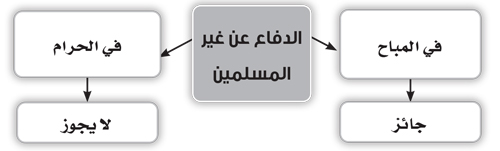 الدفاع عن غير
المسلمين
في المباح
في الحرام
جائز
لا يجوز